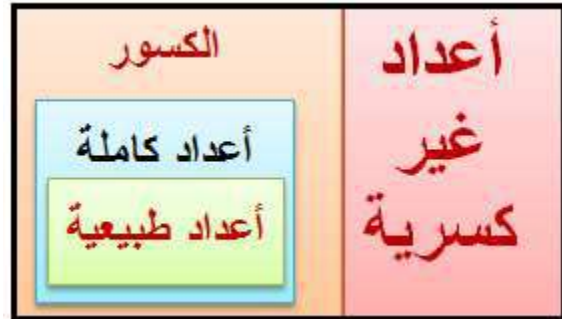 أعداد
غير
كسرية
الكسور
أعداد كاملة
أعداد طبيعية